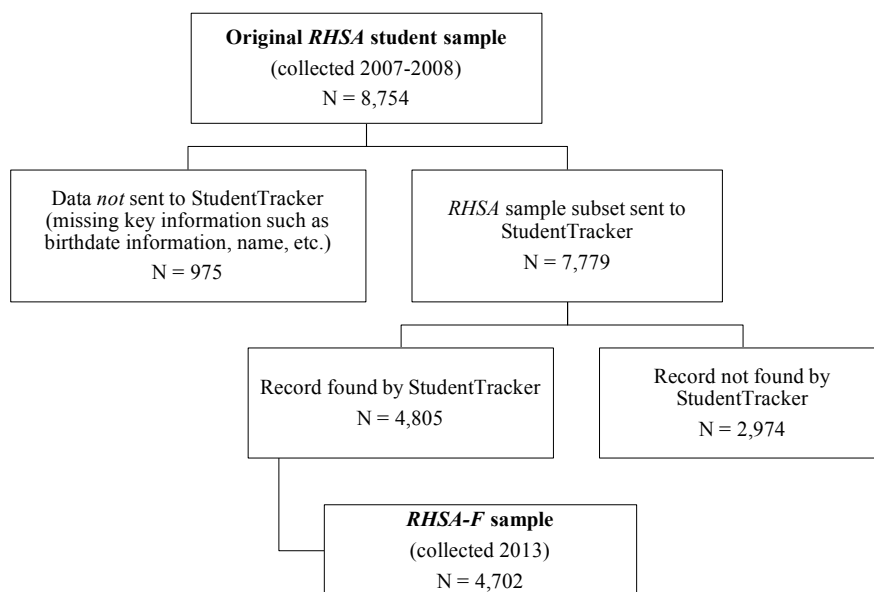 Original RHSA student sample
(collected 2007-2008)
N = 8,754
Data not sent to StudentTracker
(missing key information such as
birthdate information, name, etc.)
N = 975
RHSA sample subset sent to
StudentTracker
N = 7,779
Record found by StudentTracker
N = 4,805
Record not found by
StudentTracker
N = 2,974
RHSA-F sample
(collected 2013)
N = 4,702